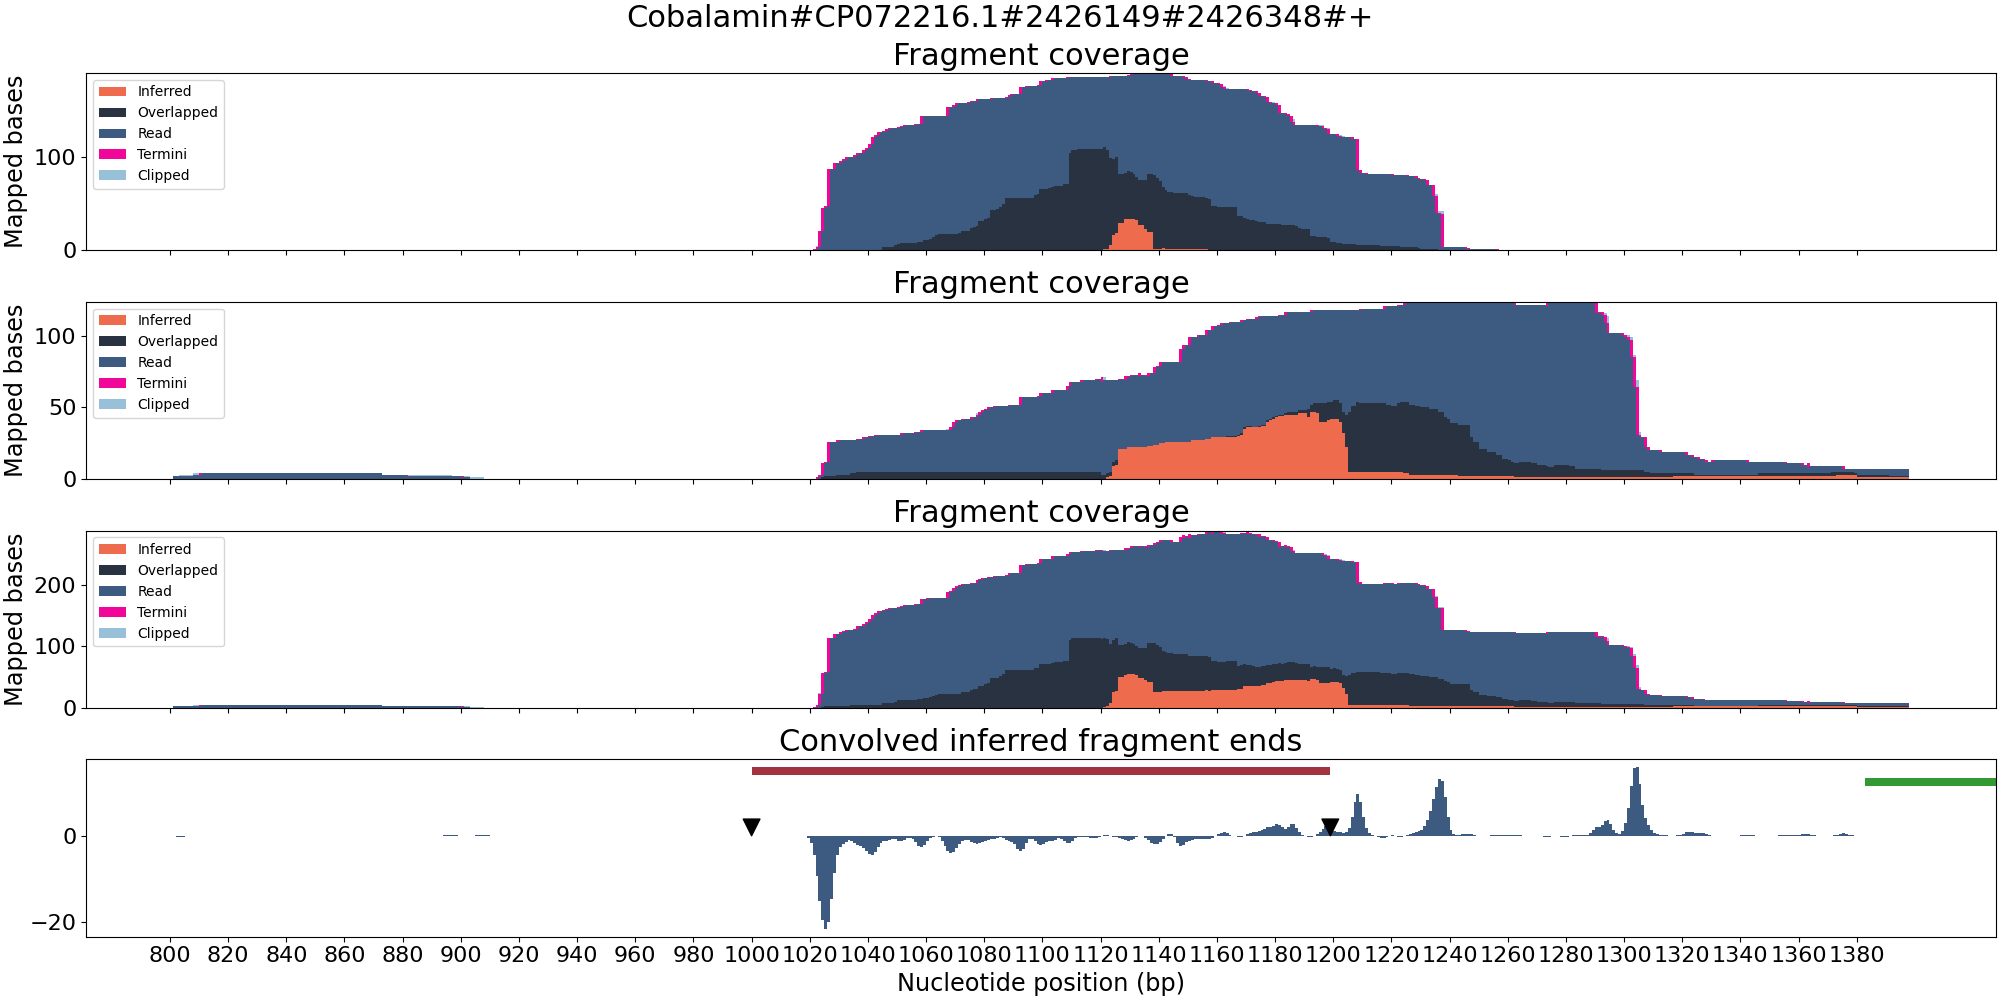 Cobalamin#CP072216.1#2426149#2426348#+
Fragment coverage
Mapped bases
100
0
Inferred
Overlapped
Read
Termini
Clipped
Fragment coverage
Mapped bases
100
50
0
Inferred
Overlapped
Read
Termini
Clipped
Fragment coverage
Mapped bases
200
100
0
Inferred
Overlapped
Read
Termini
Clipped
Convolved inferred fragment ends
0
−20
800 820 840 860 880 900 920 940 960 980 1000 1020 1040 1060 1080 1100 1120 1140 1160 1180 1200 1220 1240 1260 1280 1300 1320 1340 1360 1380
Nucleotide position (bp)